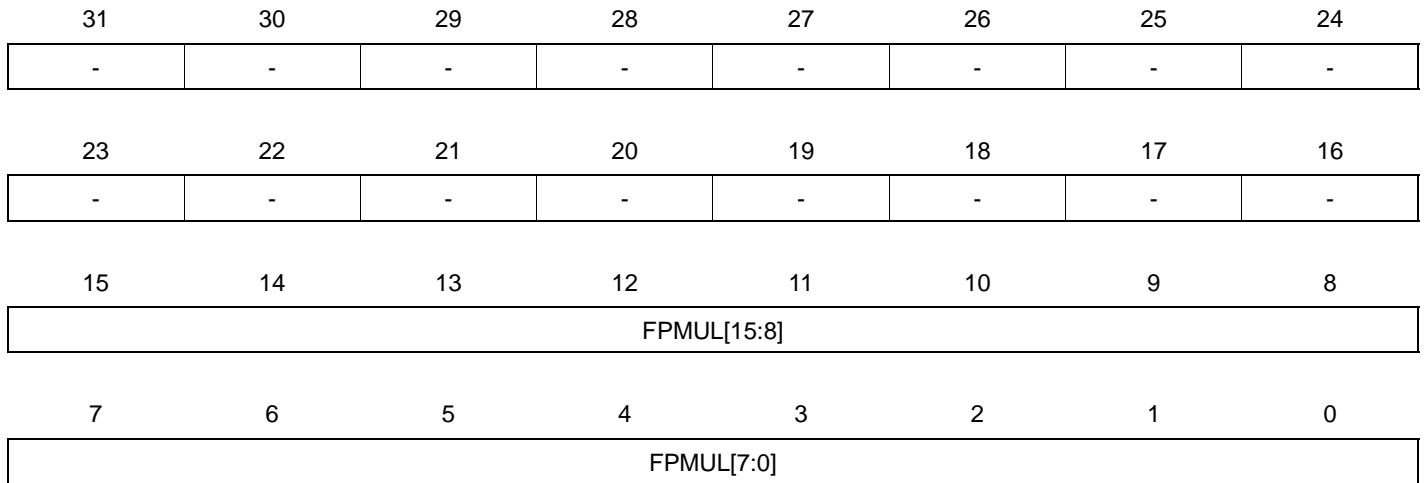 31 30 29 28 27 26 25 24
- - - - - - - -
23 22 21 20 19 18 17 16
- - - - - - - -
15 14 13 12 11 10 9 8
FPMUL[15:8]
7 6 5 4 3 2 1 0
FPMUL[7:0]